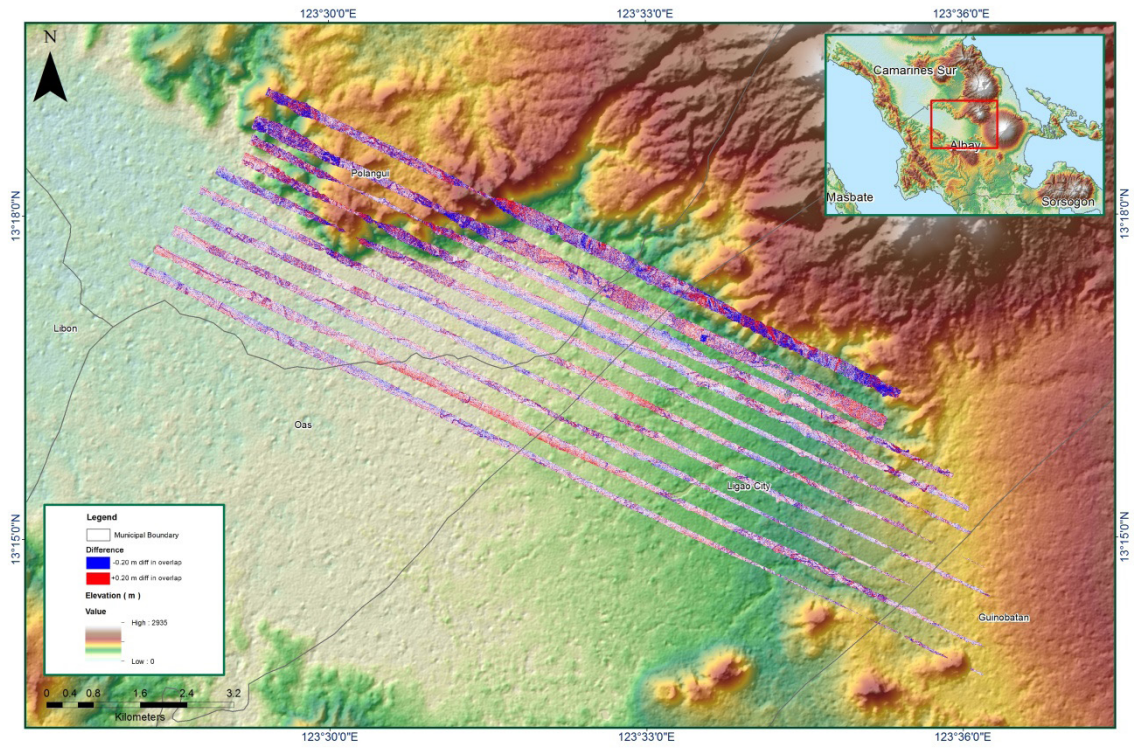 123°30'0"E
123°33'0"E
123°36'0"E
N
Camarines Sur
Albay
Masbate
Sorsogon
Polangui
13°18'0"N
13°18'0"N
Libon
Oas
Ligao City
13°15'0"N
13°15'0"N
Guinobatan
Legend
Municipal Boundary
Difference
-0.20 m diff in overlap
+0.20 m diff in overlap
Elevation ( m )
Value
High : 2935
Low : 0
0 0.4 0.8 1.6 2.4 3.2
Kilometers
123°30'0"E
123°33'0"E
123°36'0"E